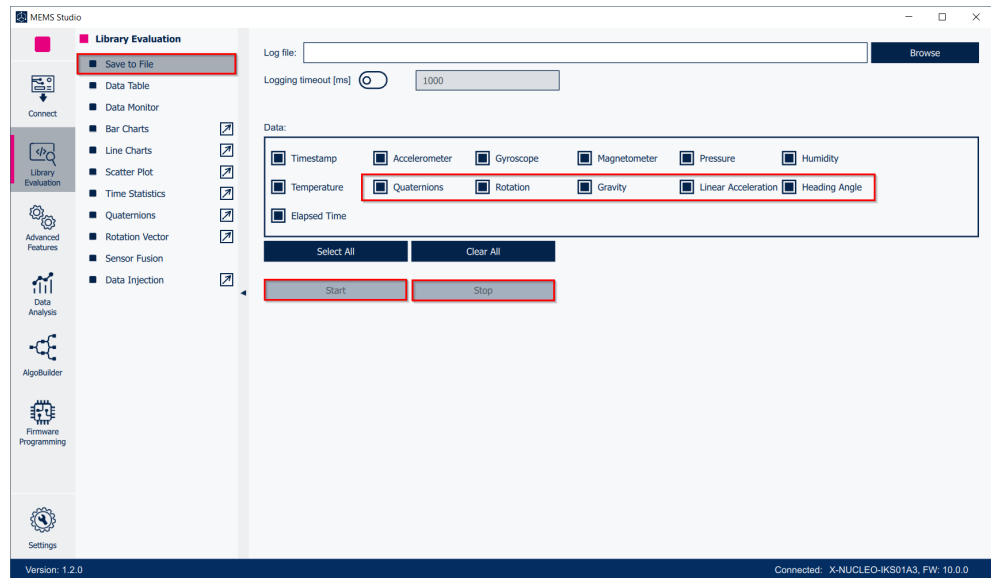 MEMS Studio
Connect
Library
Evaluation
Advanced
Features
Data
Analysis
AlgoBuilder
Firmware
Programming
Settings
Library Evaluation
Save to File
Data Table
Data Monitor
Bar Charts
Line Charts
Scatter Plot
Time Statistics
Quaternions
Rotation Vector
Sensor Fusion
Data Injection
Log file:
Browse
Logging timeout [ms]
1000
Data:
Timestamp Accelerometer Gyroscope Magnetometer Pressure Humidity
Temperature Quaternions Rotation Gravity Linear Acceleration Heading Angle
Elapsed Time
Select All Clear All
Start Stop
Version: 1.2.0
Connected: X-NUCLEO-IKS01A3, FW: 10.0.0